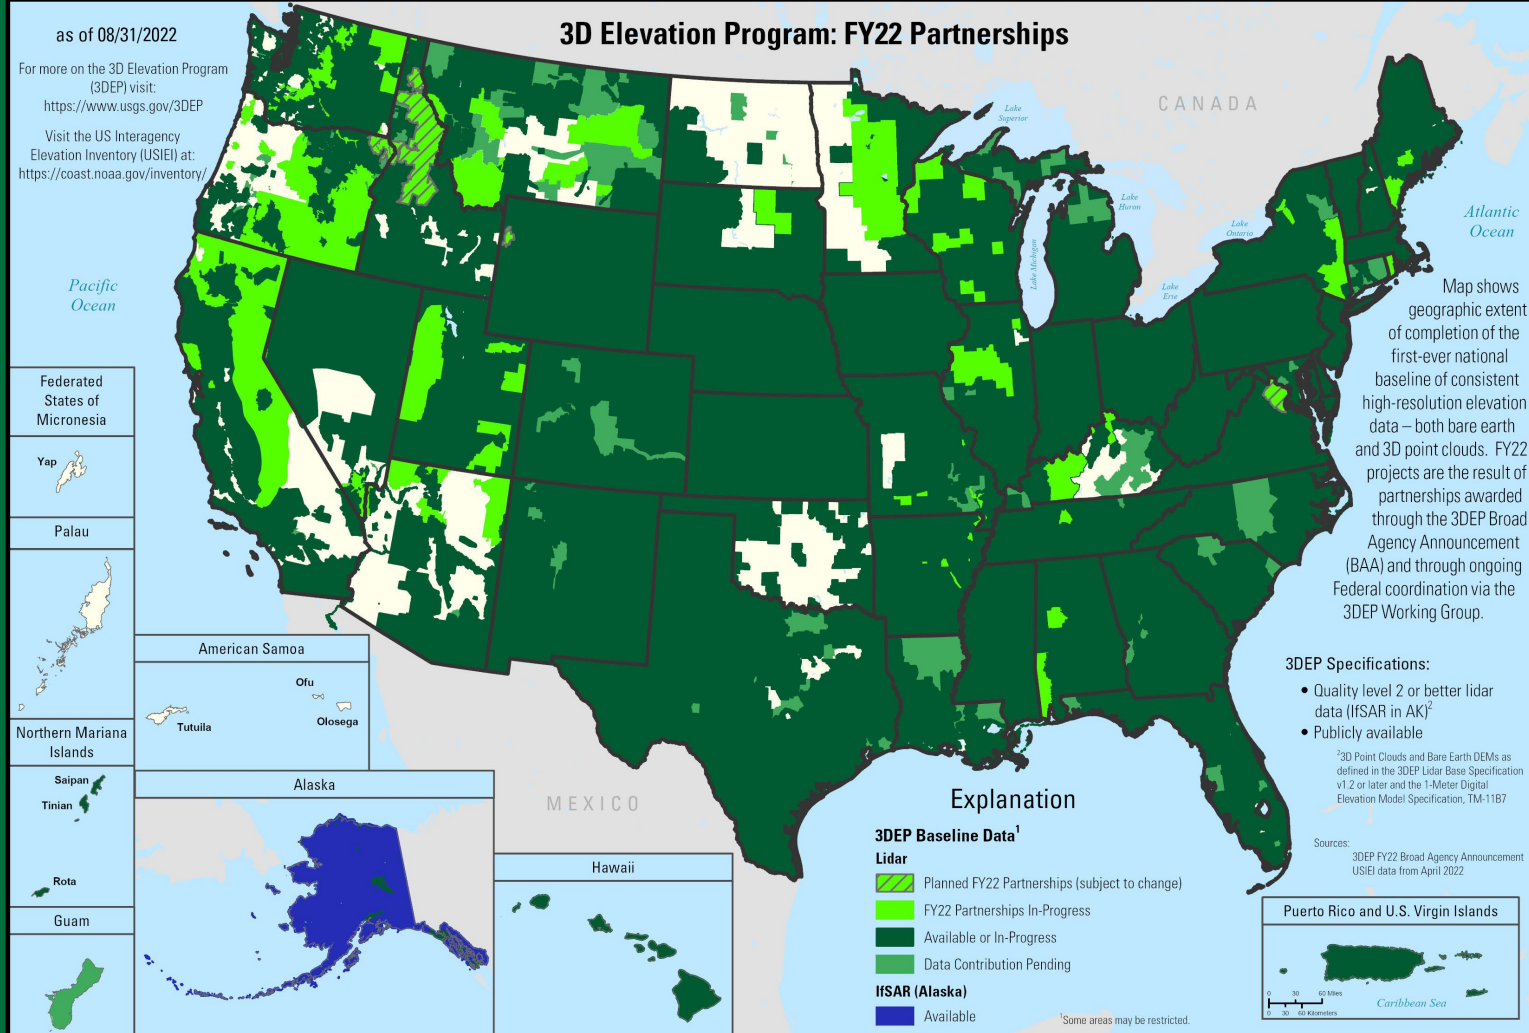 3D Elevation Program: FY22 Partnerships
as of 08/31/2022
For more on the 3D Elevation Program
(3DEP) visit:
https://www.usgs.gov/3DEP
Visit the US Interagency
Elevation Inventory (USIEI) at:
https://coast.noaa.gov/inventory/
CANADA
Lake
Superior
Lake
Huron
Lake Michigan
Lake
Ontario
Lake
Erie
Atlantic
Ocean
Pacific
Ocean
Map shows
geographic extent
of completion of the
first-ever national
baseline of consistent
high-resolution elevation
data – both bare earth
and 3D point clouds. FY22
projects are the result of
partnerships awarded
through the 3DEP Broad
Agency Announcement
(BAA) and through ongoing
Federal coordination via the
3DEP Working Group.
3DEP Specifications:
• Quality level 2 or better lidar
data (IfSAR in AK)²
• Publicly available
²3D Point Clouds and Bare Earth DEMs as
defined in the 3DEP Lidar Base Specification
v1.2 or later and the 1-Meter Digital
Elevation Model Specification, TM-11B7
Sources:
3DEP FY22 Broad Agency Announcement
USIEI data from April 2022
Federated
States of
Micronesia
Yap
Palau
American Samoa
Ofu
Olosega
Tutuila
Northern Mariana
Islands
Saipan
Tinian
Rota
Guam
Alaska
Hawaii
MEXICO
Explanation
3DEP Baseline Data¹
Lidar
Planned FY22 Partnerships (subject to change)
FY22 Partnerships In-Progress
Available or In-Progress
Data Contribution Pending
IfSAR (Alaska)
Available
¹Some areas may be restricted.
Puerto Rico and U.S. Virgin Islands
0 30 60 Miles
0 30 60 Kilometers
Caribbean Sea